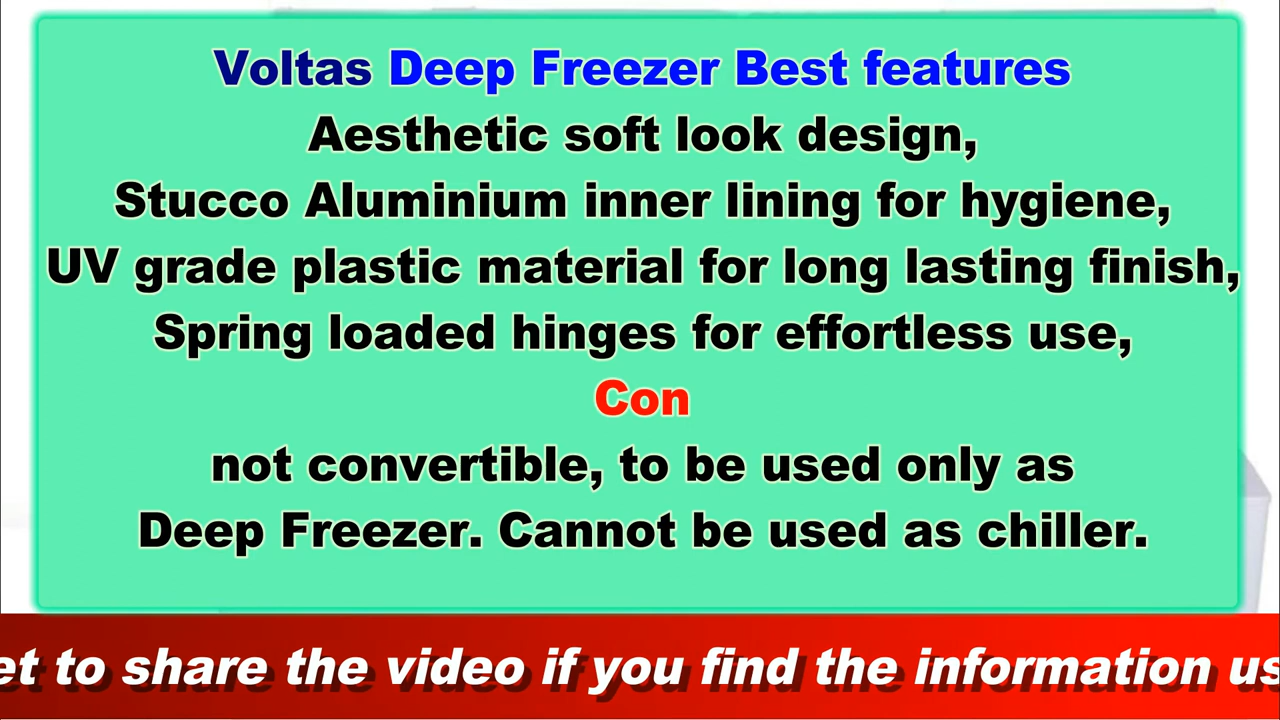 Voltas Deep Freezer Best features
Aesthetic soft look design,
Stucco Aluminium inner lining for hygiene,
UV grade plastic material for long lasting finish,
Spring loaded hinges for effortless use,
Con
not convertible, to be used only as
Deep Freezer. Cannot be used as chiller.
et to share the video if you find the information us